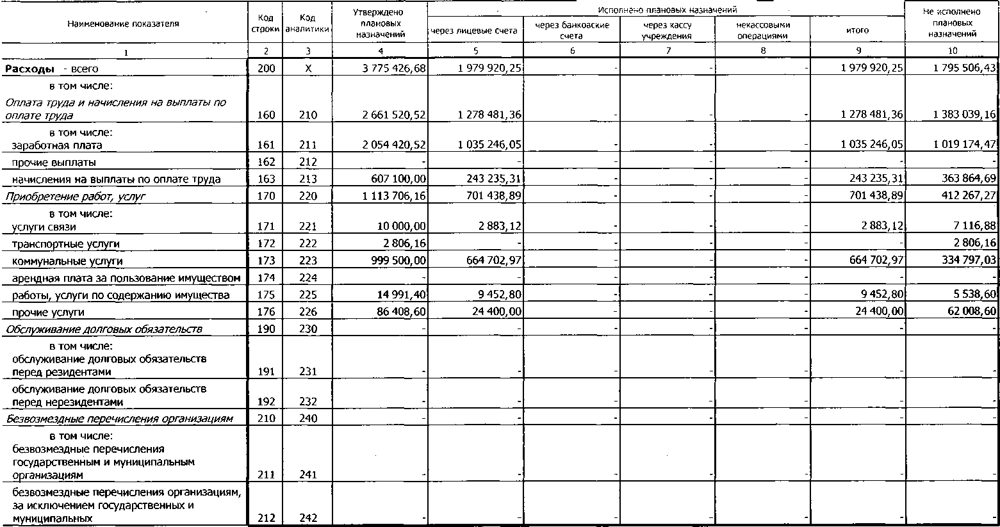 Наименование показателя Код строки Код аналитики Утверждено плановых назначений Исполнено плановых назначений Не исполнено плановых назначений
через лицевые счета через банковские счета через кассу учреждения некассовыми операциями итого
1 2 3 4 5 6 7 8 9 10
Расходы - всего 200 X 3 775 426,68 1 979 920,25 - - - 1 979 920,25 1 795 506,43
в том числе:
Оплата труда и начисления на выплаты по
оплате труда 160 210 2 661 520,52 1 278 481,36 - - - 1 278 481,36 1 383 039,16
в том числе:
заработная плата 161 211 2 054 420,52 1 035 246,05 - - - 1 035 246,05 1 019 174,47
прочие выплаты 162 212 - - - - - - -
начисления на выплаты по оплате труда 163 213 607 100,00 243 235,31 - - - 243 235,31 363 864,69
Приобретение работ, услуг 170 220 1 113 706,16 701 438,89 - - - 701 438,89 412 267,27
в том числе:
услуги связи 171 221 10 000,00 2 883,12 - - - 2 883,12 7 116,88
транспортные услуги 172 222 2 806,16 - - - - - 2 806,16
коммунальные услуги 173 223 999 500,00 664 702,97 - - - 664 702,97 334 797,03
арендная плата за пользование имуществом 174 224 - - - - - - -
работы, услуги по содержанию имущества 175 225 14 991,40 9 452,80 - - - 9 452,80 5 538,60
прочие услуги 176 226 86 408,60 24 400,00 - - - 24 400,00 62 008,60
Обслуживание долговых обязательств 190 230 - - - - - - -
в том числе:
обслуживание долговых обязательств
перед резидентами 191 231 - - - - - - -
обслуживание долговых обязательств
перед нерезидентами 192 232 - - - - - - -
Безвозмездные перечисления организациям 210 240 - - - - - - -
в том числе:
безвозмездные перечисления
государственным и муниципальным
организациям 211 241 - - - - - - -
безвозмездные перечисления организациям,
за исключением государственных и
муниципальных 212 242 - - - - - - -